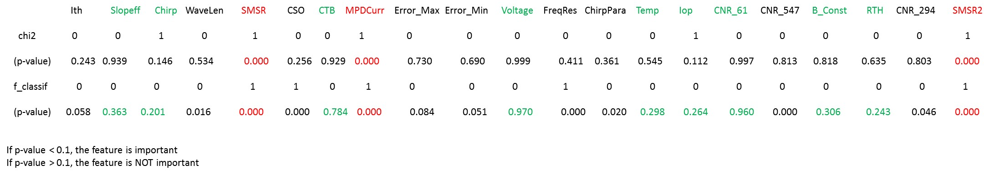 Ith Slopeff Chirp WaveLen SMSR CSO CTB MPDCurr Error_Max Error_Min Voltage FreqRes ChirpPara Temp Iop CNR_61 CNR_547 B_Const RTH CNR_294 SMSR2
chi2 0 0 1 0 1 0 0 1 0 0 0 0 0 0 1 0 0 0 0 0 1
(p-value) 0.243 0.939 0.146 0.534 0.000 0.256 0.929 0.000 0.730 0.690 0.999 0.411 0.361 0.545 0.112 0.997 0.813 0.818 0.635 0.803 0.000
f_classif 0 0 0 0 1 1 0 1 0 0 0 1 0 0 0 0 0 0 0 0 1
(p-value) 0.058 0.363 0.201 0.016 0.000 0.000 0.784 0.000 0.084 0.051 0.970 0.000 0.020 0.298 0.264 0.960 0.000 0.306 0.243 0.046 0.000
If p-value < 0.1, the feature is important
If p-value > 0.1, the feature is NOT important